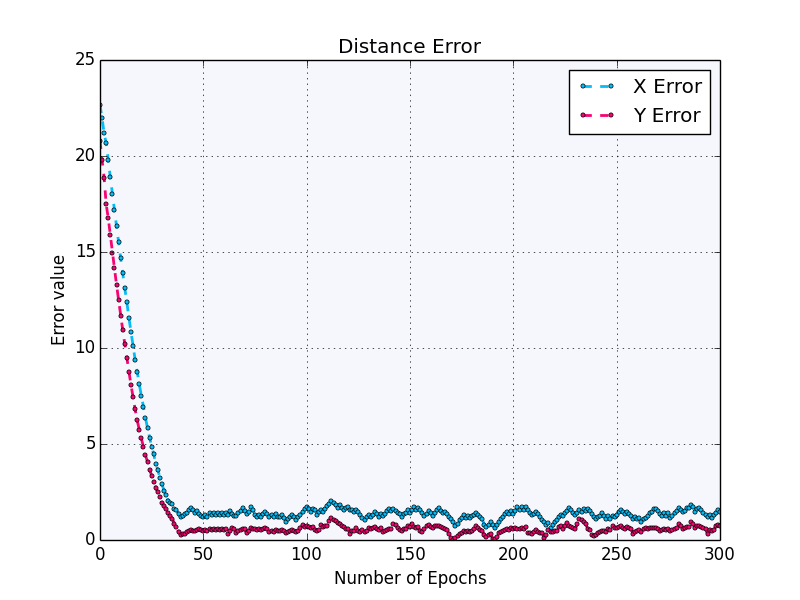 Distance Error
X Error
Y Error
25
20
15
10
5
0
Error value
0 50 100 150 200 250 300
Number of Epochs